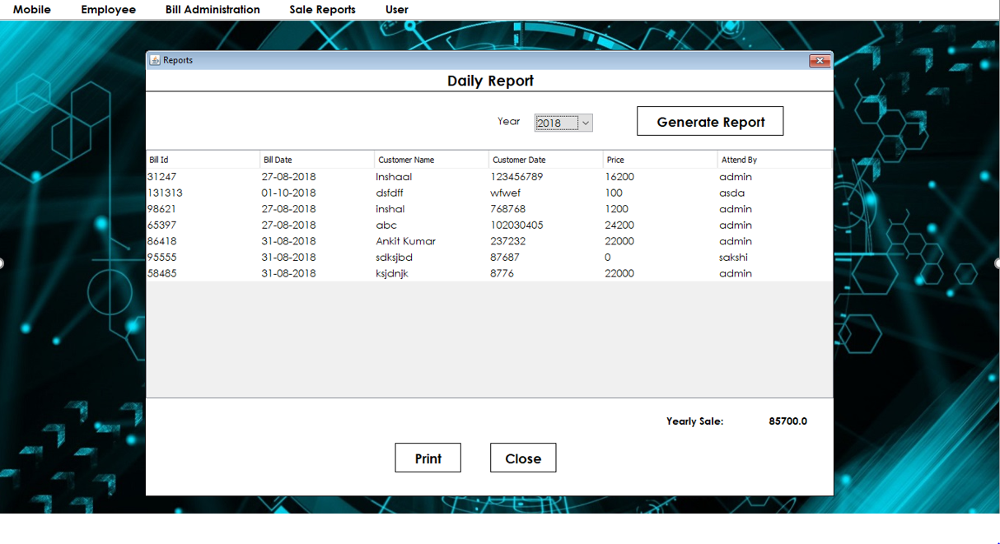 Mobile Employee Bill Administration Sale Reports User
Reports
Daily Report
Year 2018 Generate Report
Bill Id Bill Date Customer Name Customer Date Price Attend By
31247 27-08-2018 Inshaal 123456789 16200 admin
131313 01-10-2018 dsfdff wfwef 100 asda
98621 27-08-2018 inshal 768768 1200 admin
65397 27-08-2018 abc 102030405 24200 admin
86418 31-08-2018 Ankit Kumar 237232 22000 admin
95555 31-08-2018 sdksjbd 87687 0 sakshi
58485 31-08-2018 ksjdnjk 8776 22000 admin
Yearly Sale: 85700.0
Print Close